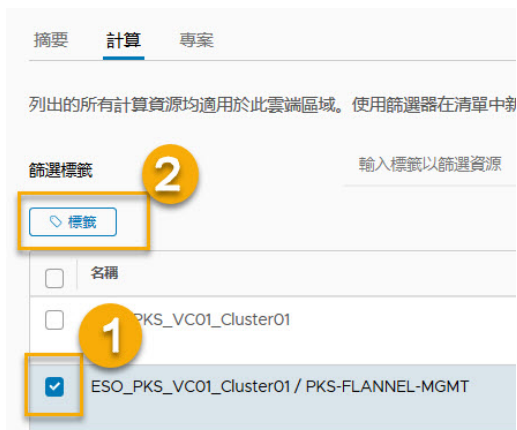 摘要 計算 專案
列出的所有計算資源均適用於此雲端區域。使用篩選器在清單中新
篩選標籤 輸入標籤以篩選資源
2
標籤
名稱
PKS_VC01_Cluster01
1
ESO_PKS_VC01_Cluster01 / PKS-FLANNEL-MGMT